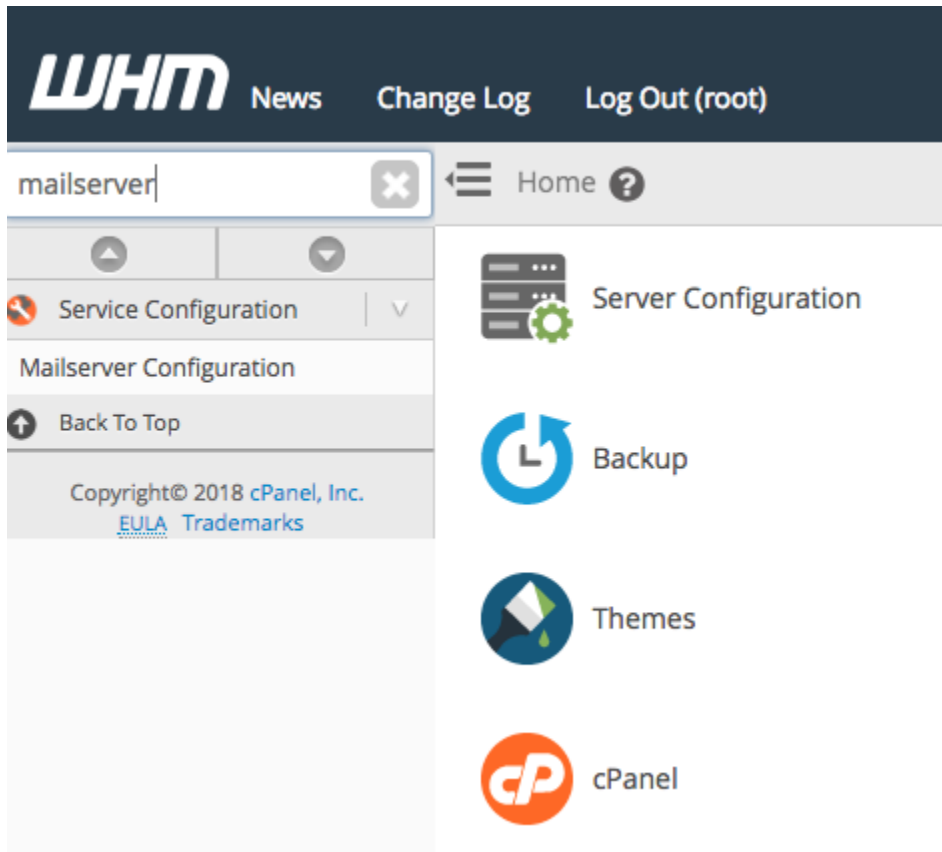 WHM News Change Log Log Out (root)
mailserver
Home ?
Service Configuration
Mailserver Configuration
Back To Top
Copyright© 2018 cPanel, Inc.
EULA Trademarks
Server Configuration
Backup
Themes
cP cPanel